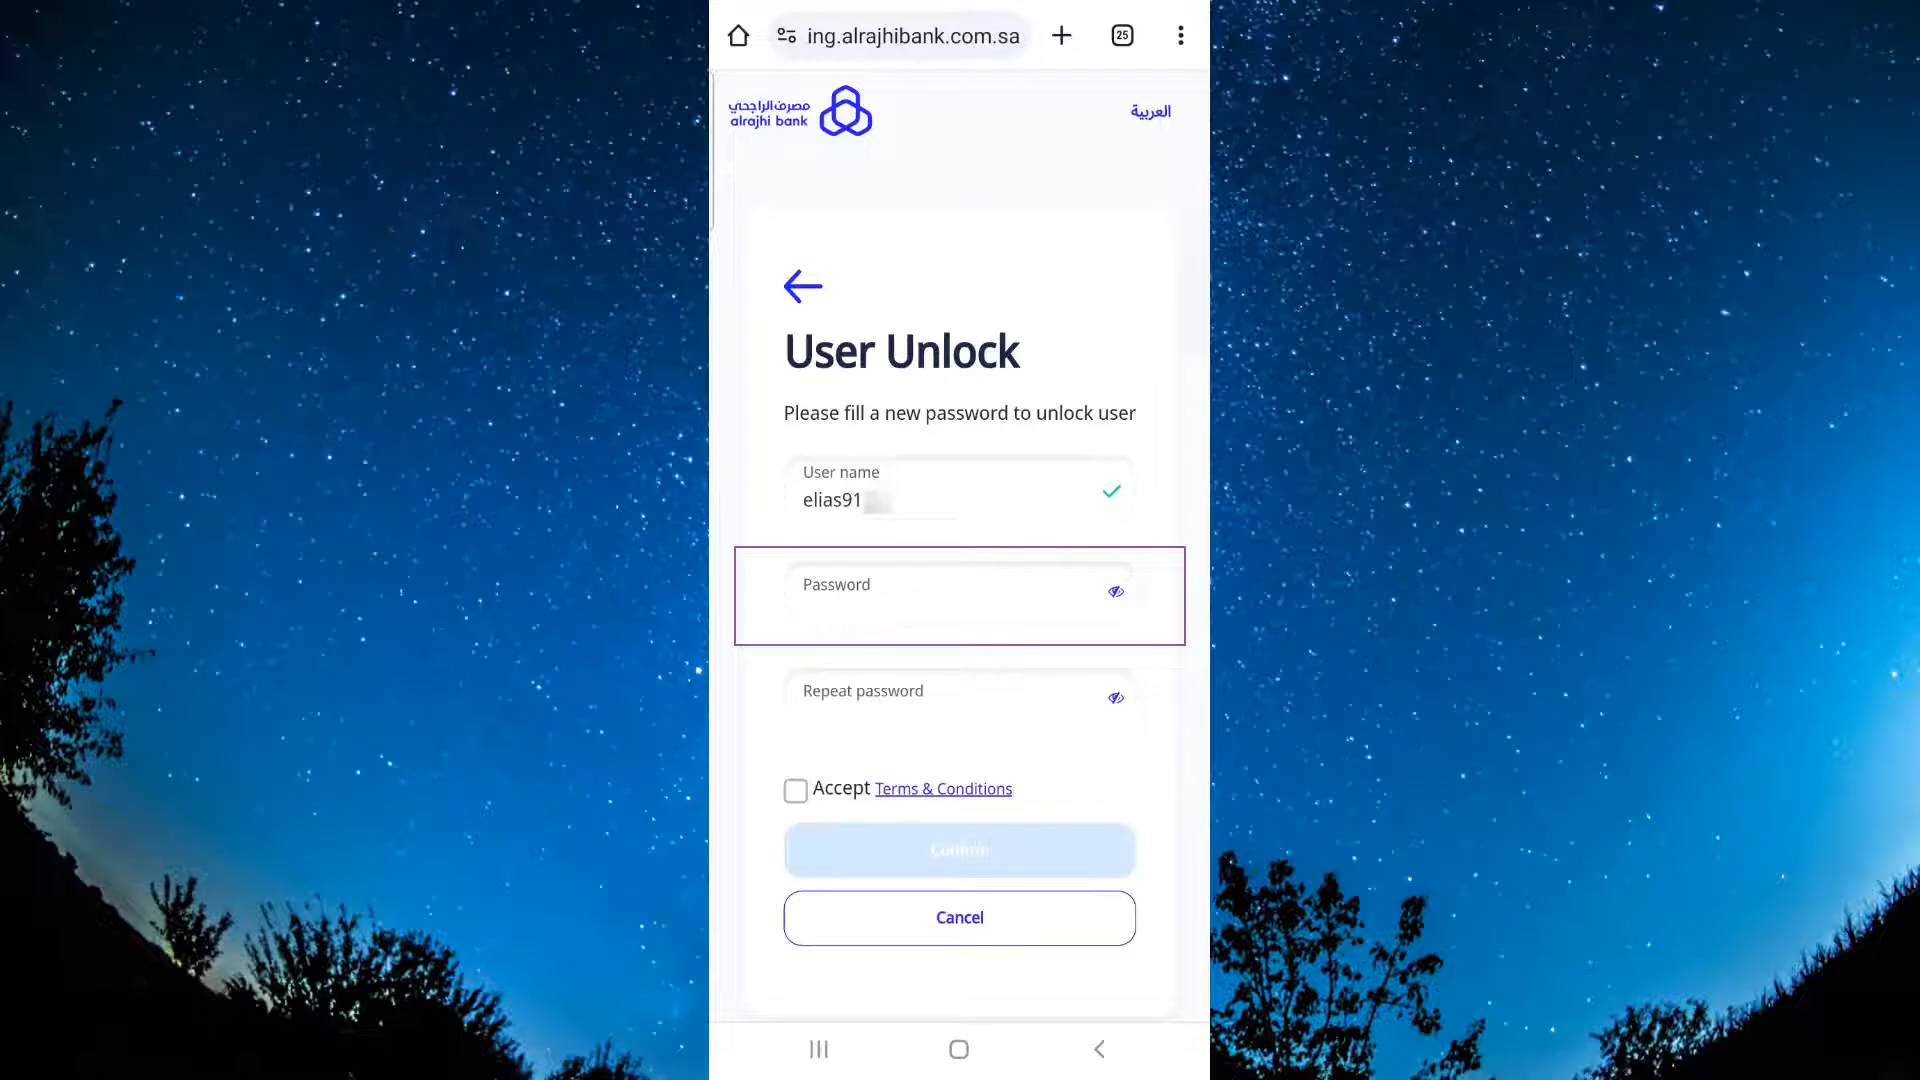 ing.alrajhibank.com.sa
25
مصرف الراجحي
alrajhi bank
العربية
User Unlock
Please fill a new password to unlock user
User name
elias91
Password
Repeat password
Accept Terms & Conditions
Confirm
Cancel